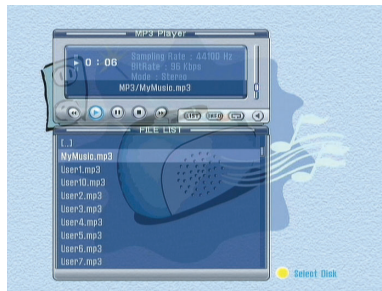 MP3 Player
0 : 06
Sampling Rate : 44100 Hz
BitRate : 96 Kbps
Mode : Stereo
MP3/MyMusic.mp3
LIST
FILE LIST
[..]
MyMusic.mp3
User1.mp3
User10.mp3
User2.mp3
User3.mp3
User4.mp3
User5.mp3
User6.mp3
User7.mp3
Select Disk